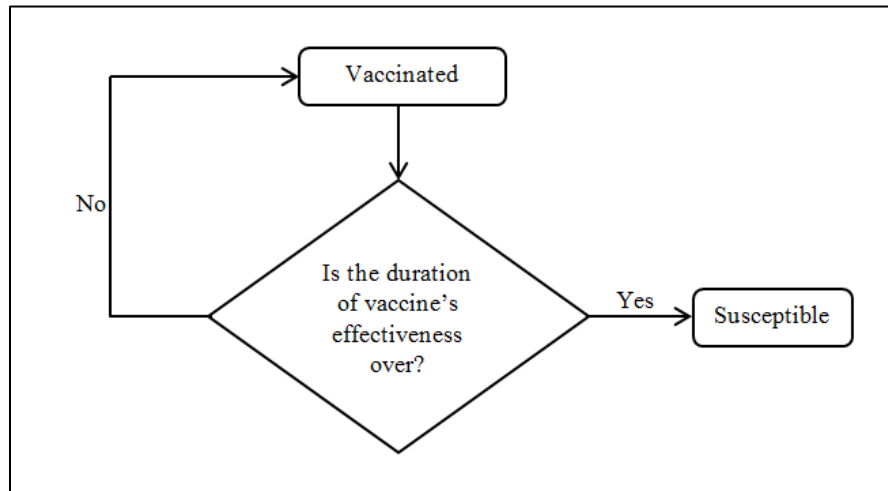 Vaccinated
No
Is the duration
of vaccine’s
effectiveness
over?
Yes
Susceptible